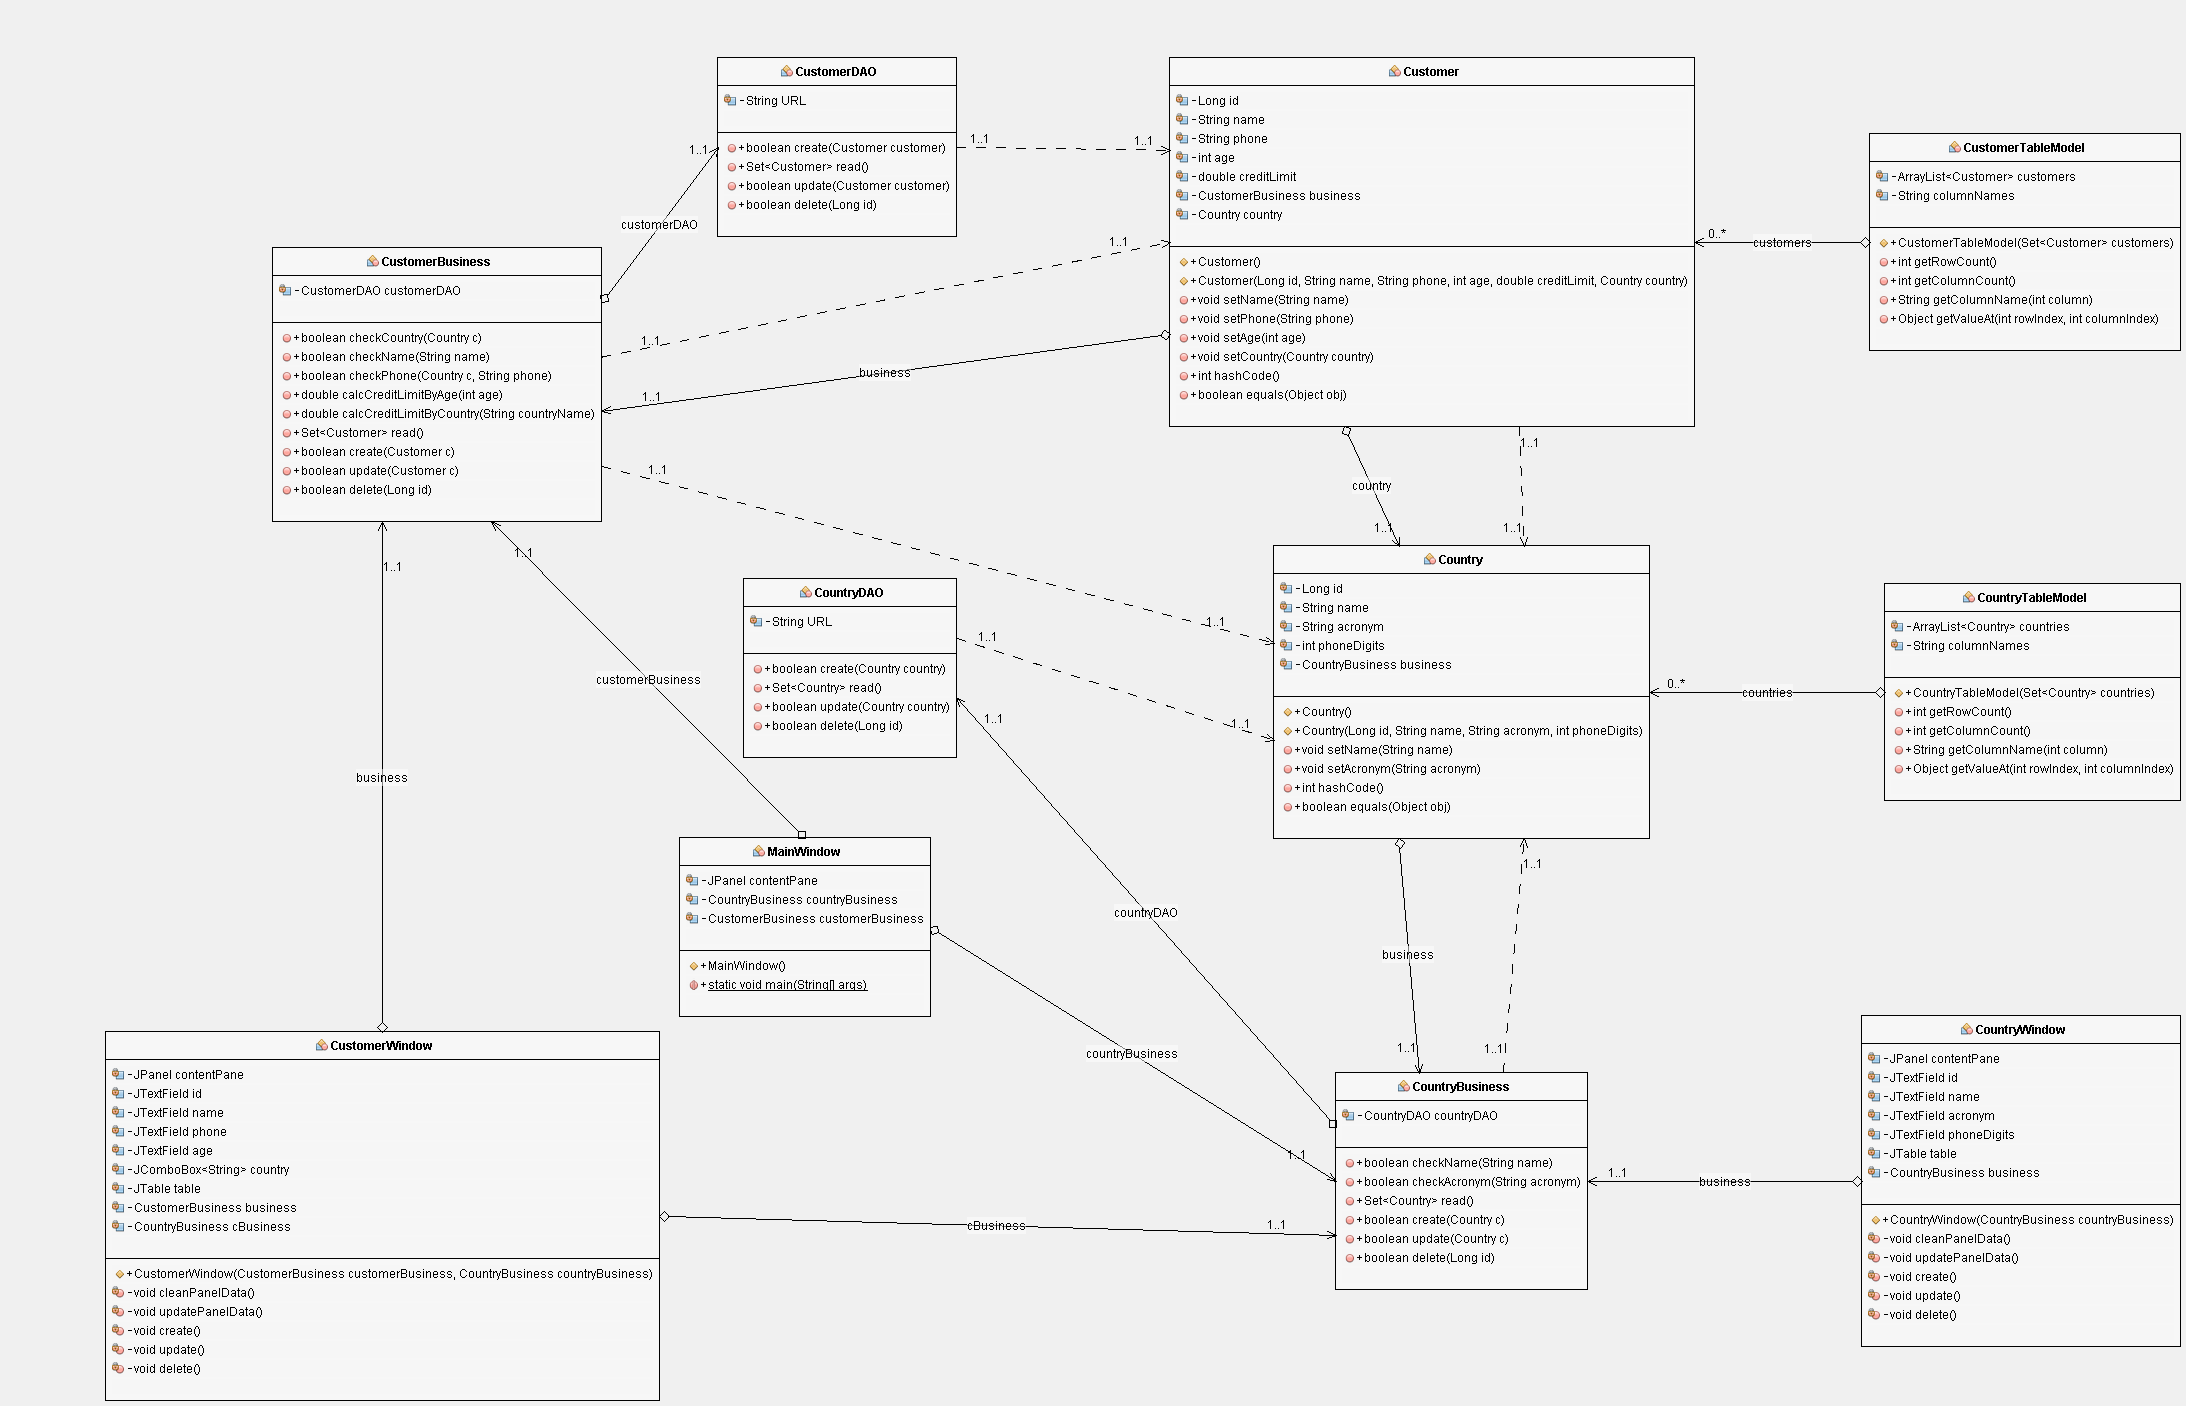 CustomerDAO
-String URL
+boolean create(Customer customer)
+Set<Customer> read()
+boolean update(Customer customer)
+boolean delete(Long id)
1..1
1..1
1..1
customerDAO
Customer
-Long id
-String name
-String phone
-int age
-double creditLimit
-CustomerBusiness business
-Country country
+Customer()
+Customer(Long id, String name, String phone, int age, double creditLimit, Country country)
+void setName(String name)
+void setPhone(String phone)
+void setAge(int age)
+void setCountry(Country country)
+int hashCode()
+boolean equals(Object obj)
CustomerTableModel
-ArrayList<Customer> customers
-String columnNames
+CustomerTableModel(Set<Customer> customers)
+int getRowCount()
+int getColumnCount()
+String getColumnName(int column)
+Object getValueAt(int rowIndex, int columnIndex)
0..*
customers
CustomerBusiness
-CustomerDAO customerDAO
+boolean checkCountry(Country c)
+boolean checkName(String name)
+boolean checkPhone(Country c, String phone)
+double calcCreditLimitByAge(int age)
+double calcCreditLimitByCountry(String countryName)
+Set<Customer> read()
+boolean create(Customer c)
+boolean update(Customer c)
+boolean delete(Long id)
1..1
1..1
business
1..1
1..1
1..1
country
1..1
1..1
1..1
1..1
1..1
customerBusiness
business
CountryDAO
-String URL
+boolean create(Country country)
+Set<Country> read()
+boolean update(Country country)
+boolean delete(Long id)
1..1
1..1
1..1
countryDAO
Country
-Long id
-String name
-String acronym
-int phoneDigits
-CountryBusiness business
+Country()
+Country(Long id, String name, String acronym, int phoneDigits)
+void setName(String name)
+void setAcronym(String acronym)
+int hashCode()
+boolean equals(Object obj)
CountryTableModel
-ArrayList<Country> countries
-String columnNames
+CountryTableModel(Set<Country> countries)
+int getRowCount()
+int getColumnCount()
+String getColumnName(int column)
+Object getValueAt(int rowIndex, int columnIndex)
0..*
countries
MainWindow
-JPanel contentPane
-CountryBusiness countryBusiness
-CustomerBusiness customerBusiness
+MainWindow()
+static void main(String[] args)
1..1
business
1..1
1..1
countryBusiness
1..1
CustomerWindow
-JPanel contentPane
-JTextField id
-JTextField name
-JTextField phone
-JTextField age
-JComboBox<String> country
-JTable table
-CustomerBusiness business
-CountryBusiness cBusiness
+CustomerWindow(CustomerBusiness customerBusiness, CountryBusiness countryBusiness)
-void cleanPanelData()
-void updatePanelData()
-void create()
-void update()
-void delete()
cBusiness
1..1
CountryBusiness
-CountryDAO countryDAO
+boolean checkName(String name)
+boolean checkAcronym(String acronym)
+Set<Country> read()
+boolean create(Country c)
+boolean update(Country c)
+boolean delete(Long id)
1..1
business
CountryWindow
-JPanel contentPane
-JTextField id
-JTextField name
-JTextField acronym
-JTextField phoneDigits
-JTable table
-CountryBusiness business
+CountryWindow(CountryBusiness countryBusiness)
-void cleanPanelData()
-void updatePanelData()
-void create()
-void update()
-void delete()